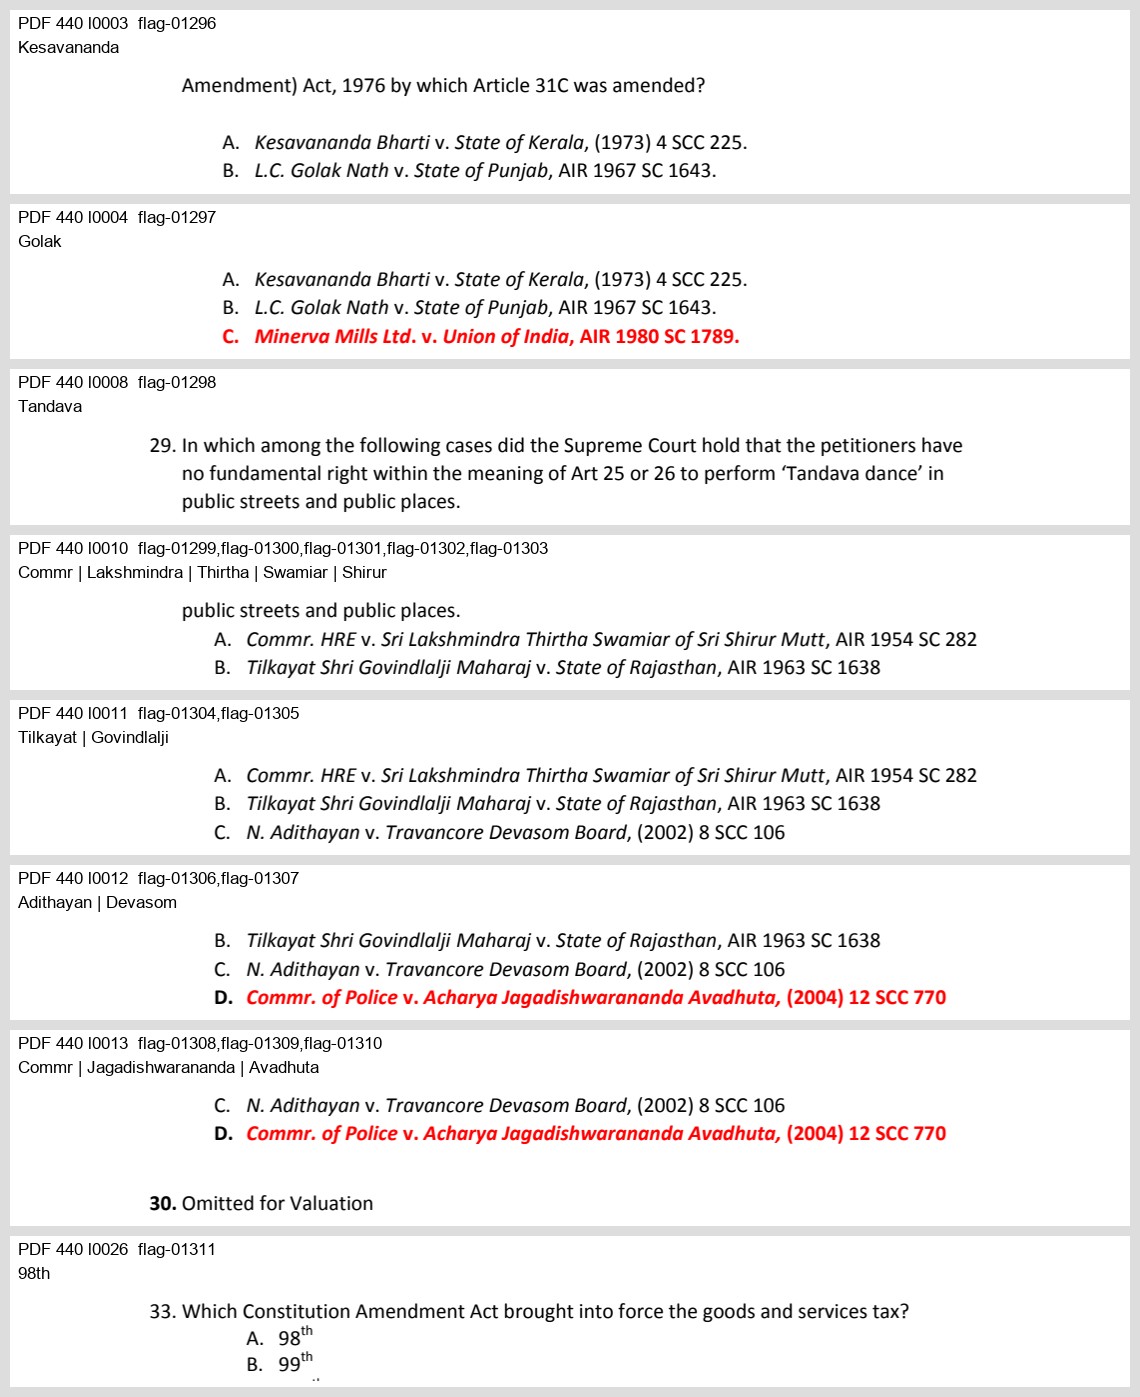 PDF 440 l0003  flag-01296
Kesavananda
Amendment) Act, 1976 by which Article 31C was amended?
A. Kesavananda Bharti v. State of Kerala, (1973) 4 SCC 225.
B. L.C. Golak Nath v. State of Punjab, AIR 1967 SC 1643.
PDF 440 l0004  flag-01297
Golak
A. Kesavananda Bharti v. State of Kerala, (1973) 4 SCC 225.
B. L.C. Golak Nath v. State of Punjab, AIR 1967 SC 1643.
C. Minerva Mills Ltd. v. Union of India, AIR 1980 SC 1789.
PDF 440 l0008  flag-01298
Tandava
29. In which among the following cases did the Supreme Court hold that the petitioners have
no fundamental right within the meaning of Art 25 or 26 to perform ‘Tandava dance’ in
public streets and public places.
PDF 440 l0010  flag-01299,flag-01300,flag-01301,flag-01302,flag-01303
Commr | Lakshmindra | Thirtha | Swamiar | Shirur
public streets and public places.
A. Commr. HRE v. Sri Lakshmindra Thirtha Swamiar of Sri Shirur Mutt, AIR 1954 SC 282
B. Tilkayat Shri Govindlalji Maharaj v. State of Rajasthan, AIR 1963 SC 1638
PDF 440 l0011  flag-01304,flag-01305
Tilkayat | Govindlalji
A. Commr. HRE v. Sri Lakshmindra Thirtha Swamiar of Sri Shirur Mutt, AIR 1954 SC 282
B. Tilkayat Shri Govindlalji Maharaj v. State of Rajasthan, AIR 1963 SC 1638
C. N. Adithayan v. Travancore Devasom Board, (2002) 8 SCC 106
PDF 440 l0012  flag-01306,flag-01307
Adithayan | Devasom
B. Tilkayat Shri Govindlalji Maharaj v. State of Rajasthan, AIR 1963 SC 1638
C. N. Adithayan v. Travancore Devasom Board, (2002) 8 SCC 106
D. Commr. of Police v. Acharya Jagadishwarananda Avadhuta, (2004) 12 SCC 770
PDF 440 l0013  flag-01308,flag-01309,flag-01310
Commr | Jagadishwarananda | Avadhuta
C. N. Adithayan v. Travancore Devasom Board, (2002) 8 SCC 106
D. Commr. of Police v. Acharya Jagadishwarananda Avadhuta, (2004) 12 SCC 770
30. Omitted for Valuation
PDF 440 l0026  flag-01311
98th
33. Which Constitution Amendment Act brought into force the goods and services tax?
A. 98th
B. 99th